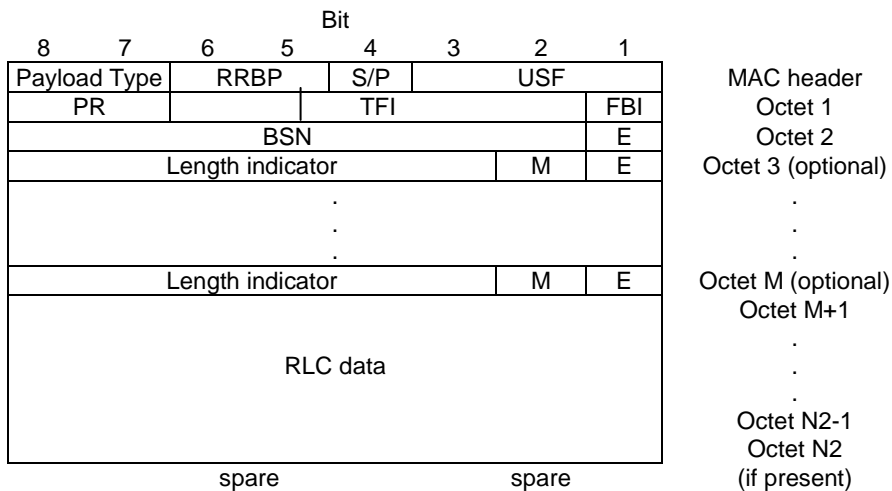 Bit
8 7 6 5 4 3 2 1
Payload Type RRBP S/P USF MAC header
PR TFI FBI Octet 1
BSN E Octet 2
Length indicator M E Octet 3 (optional)
. .
. .
. .
Length indicator M E Octet M (optional)
Octet M+1
.
RLC data .
.
Octet N2-1
Octet N2
spare spare (if present)